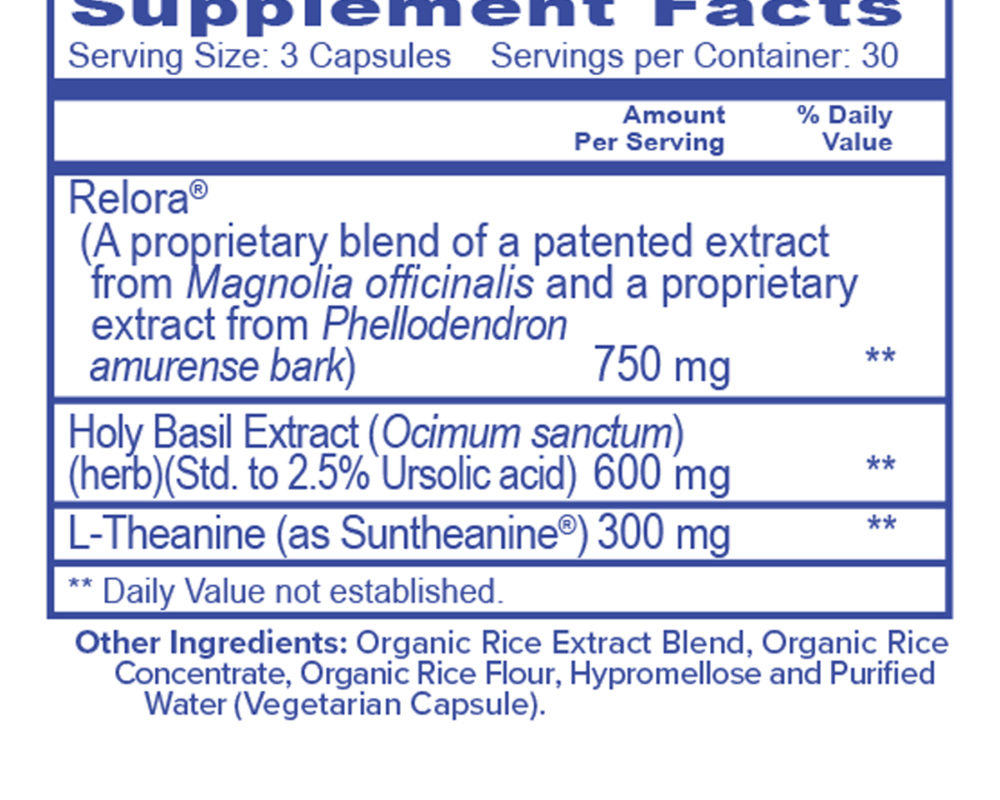 Supplement Facts
Serving Size: 3 Capsules Servings per Container: 30
Amount % Daily
Per Serving Value
Relora®
(A proprietary blend of a patented extract
from Magnolia officinalis and a proprietary
extract from Phellodendron
amurense bark) 750 mg **
Holy Basil Extract (Ocimum sanctum)
(herb)(Std. to 2.5% Ursolic acid) 600 mg **
L-Theanine (as Suntheanine®) 300 mg **
** Daily Value not established.
Other Ingredients: Organic Rice Extract Blend, Organic Rice
Concentrate, Organic Rice Flour, Hypromellose and Purified
Water (Vegetarian Capsule).